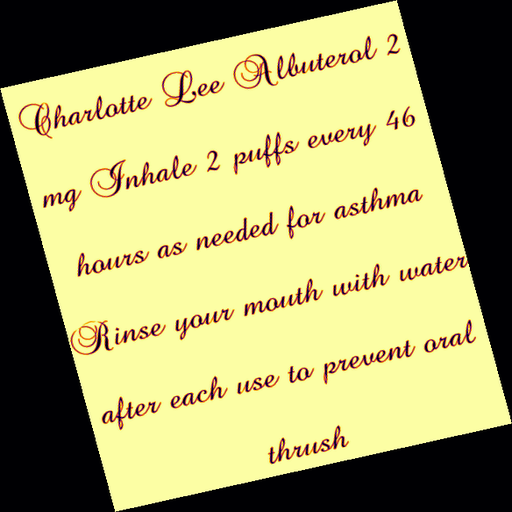 Charlotte Lee Albuterol 2
mg Inhale 2 puffs every 46
hours as needed for asthma
Rinse your mouth with water
after each use to prevent oral
thrush